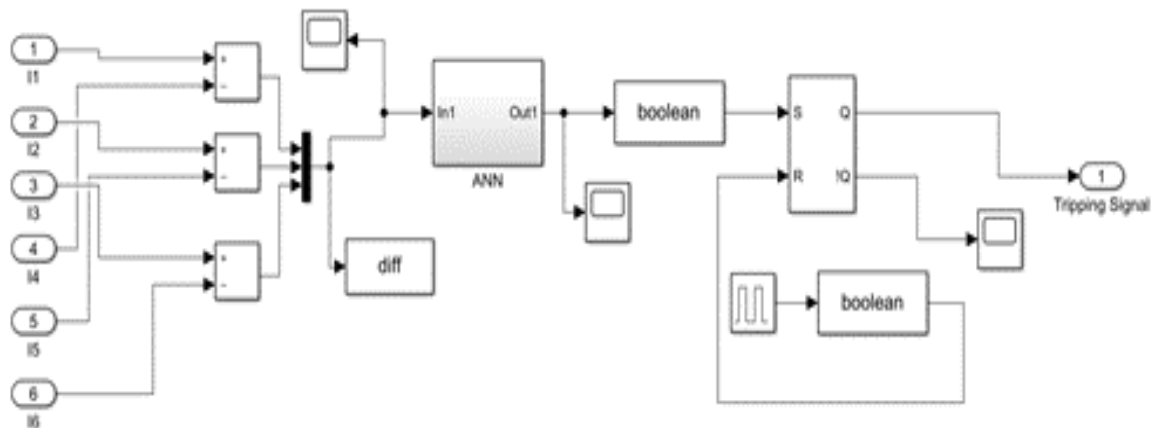 1
I1
2
I2
3
I3
4
I4
5
I5
6
I6
+
−
+
−
+
−
diff
In1
Out1
ANN
boolean
S
Q
R
!Q
boolean
1
Tripping Signal